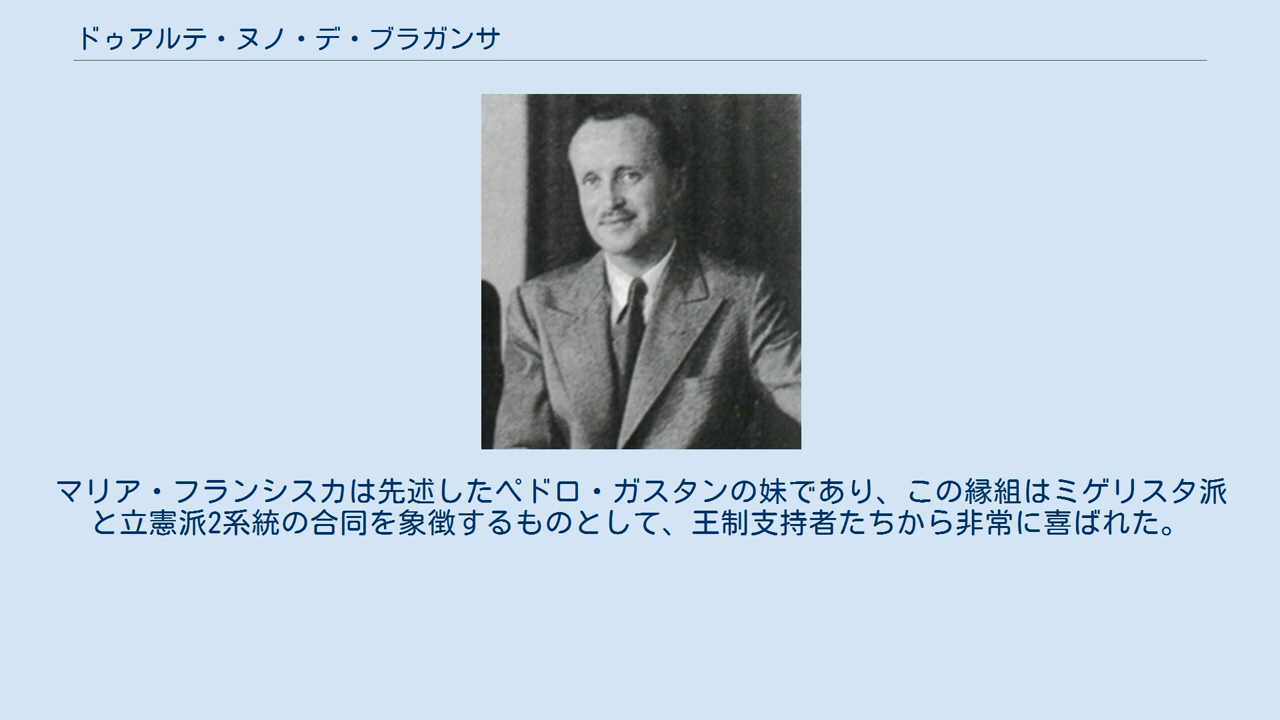 ドゥアルテ・ヌノ・デ・ブラガンサ
マリア・フランシスカは先述したペドロ・ガスタンの妹であり、この縁組はミゲリスタ派
と立憲派2系統の合同を象徴するものとして、王制支持者たちから非常に喜ばれた。